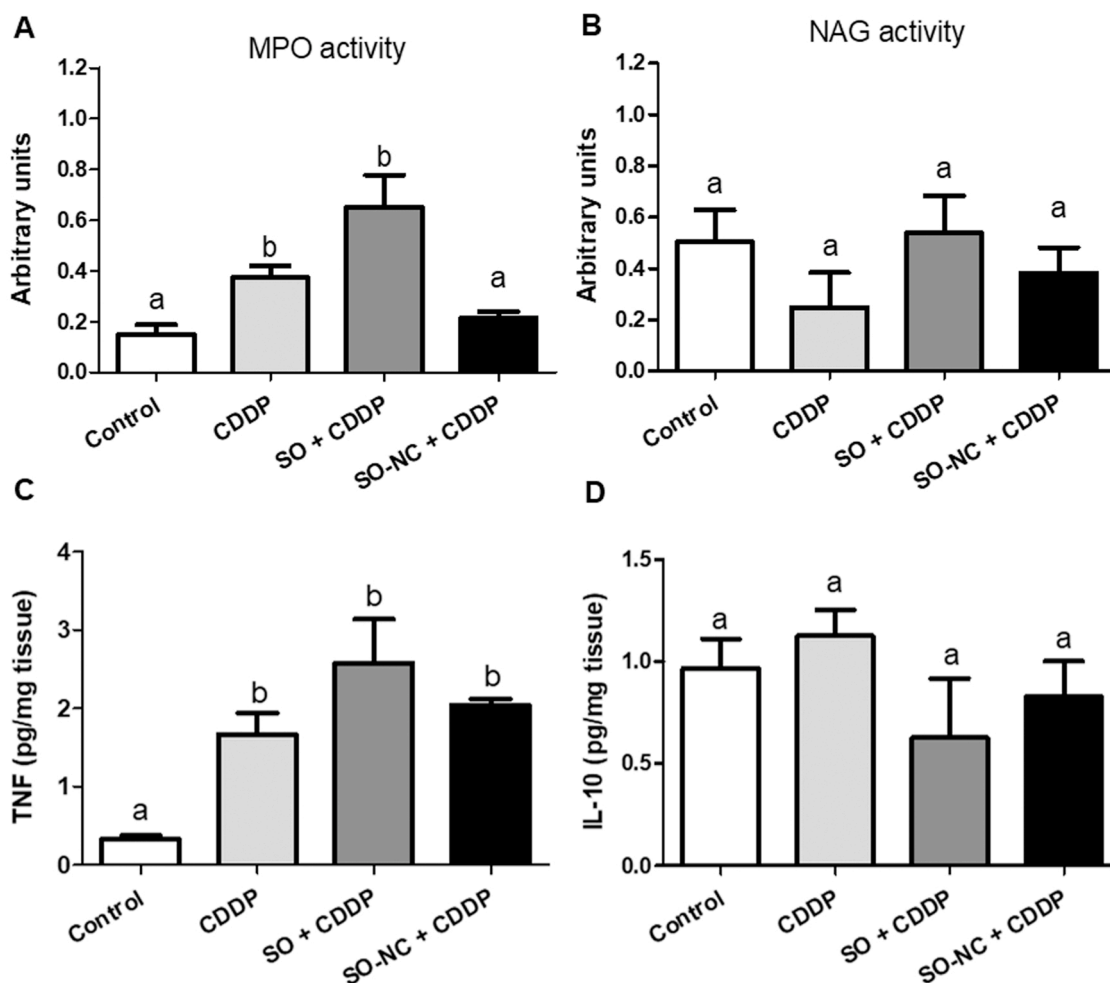 A
MPO activity
Arbitrary units
1.2
1.0
0.8
0.6
0.4
0.2
0.0
a
b
b
a
Control
CDDP
SO + CDDP
SO-NC + CDDP
B
NAG activity
Arbitrary units
1.2
1.0
0.8
0.6
0.4
0.2
0.0
a
a
a
a
Control
CDDP
SO + CDDP
SO-NC + CDDP
C
TNF (pg/mg tissue)
4
3
2
1
0
a
b
b
b
Control
CDDP
SO + CDDP
SO-NC + CDDP
D
IL-10 (pg/mg tissue)
1.5
1.0
0.5
0.0
a
a
a
a
Control
CDDP
SO + CDDP
SO-NC + CDDP